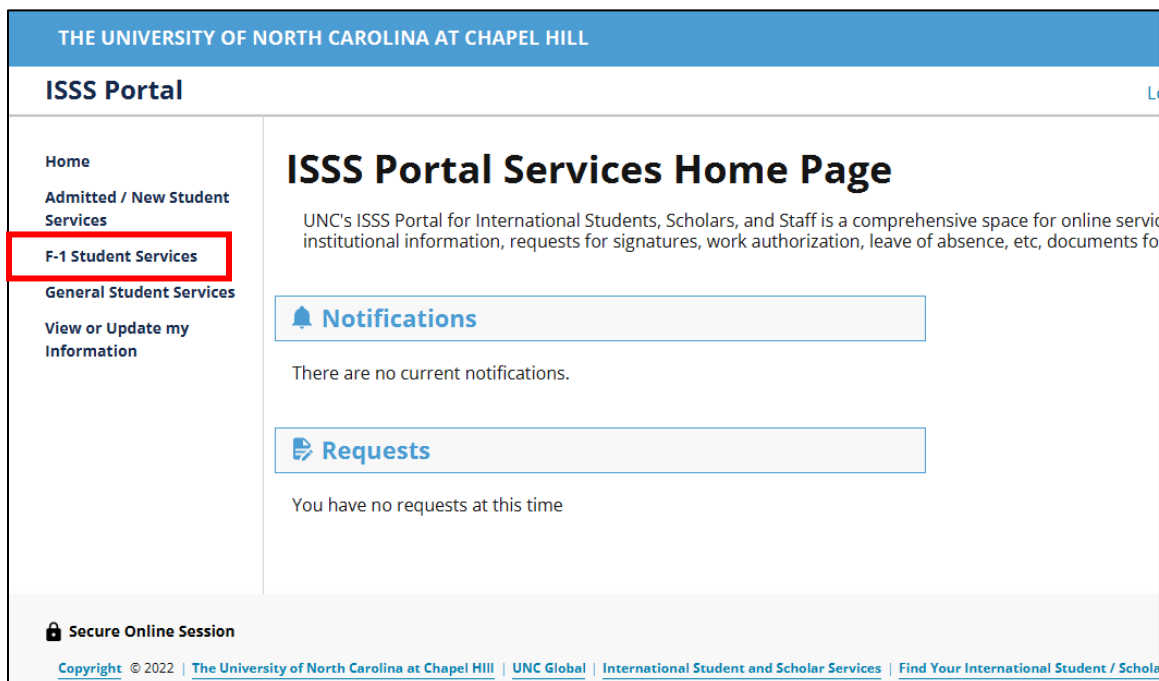 THE UNIVERSITY OF NORTH CAROLINA AT CHAPEL HILL
ISSS Portal
Home
Admitted / New Student
Services
F-1 Student Services
General Student Services
View or Update my
Information
ISSS Portal Services Home Page
UNC's ISSS Portal for International Students, Scholars, and Staff is a comprehensive space for online
institutional information, requests for signatures, work authorization, leave of absence, etc, documents
Notifications
There are no current notifications.
Requests
You have no requests at this time
Secure Online Session
Copyright © 2022 | The University of North Carolina at Chapel HIll | UNC Global | International Student and Scholar Services | Find Your International Student /